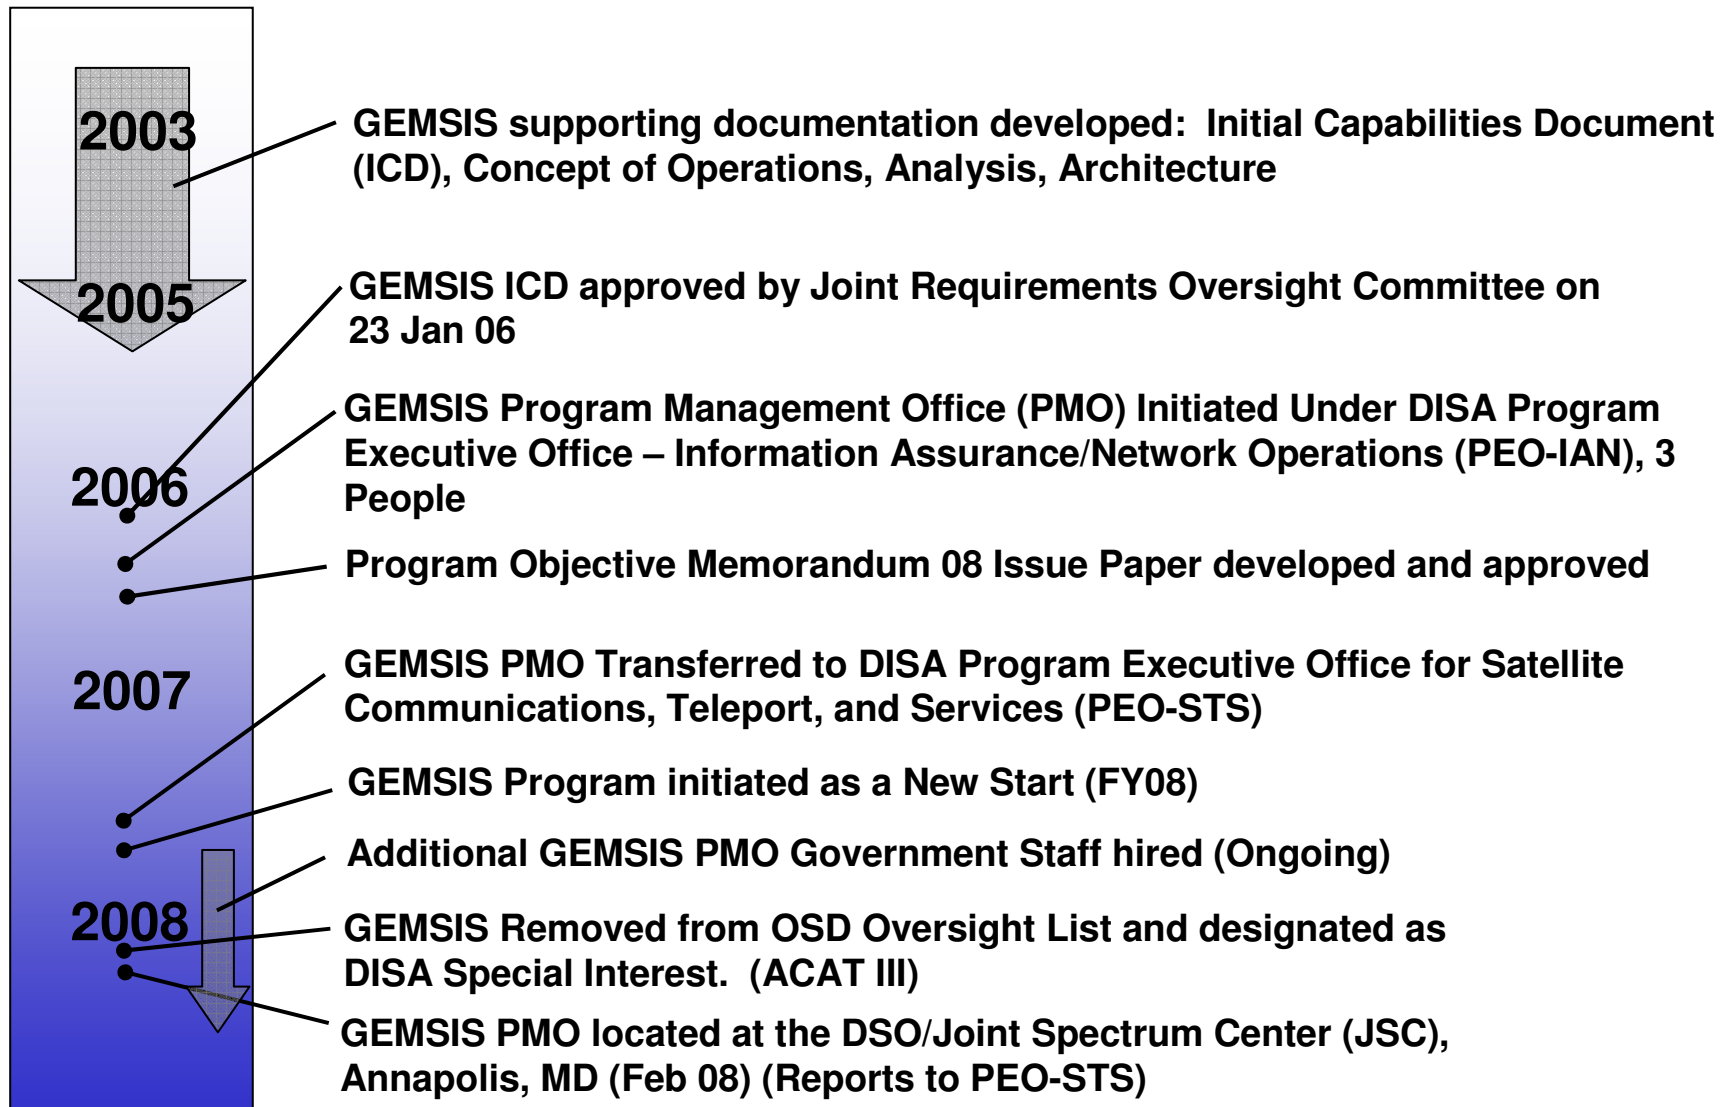 2003
GEMSIS supporting documentation developed:  Initial Capabilities Document
(ICD), Concept of Operations, Analysis, Architecture
2005
GEMSIS ICD approved by Joint Requirements Oversight Committee on
23 Jan 06
2006
GEMSIS Program Management Office (PMO) Initiated Under DISA Program
Executive Office – Information Assurance/Network Operations (PEO-IAN), 3
People
Program Objective Memorandum 08 Issue Paper developed and approved
2007
GEMSIS PMO Transferred to DISA Program Executive Office for Satellite
Communications, Teleport, and Services (PEO-STS)
GEMSIS Program initiated as a New Start (FY08)
Additional GEMSIS PMO Government Staff hired (Ongoing)
2008
GEMSIS Removed from OSD Oversight List and designated as
DISA Special Interest.  (ACAT III)
GEMSIS PMO located at the DSO/Joint Spectrum Center (JSC),
Annapolis, MD (Feb 08) (Reports to PEO-STS)